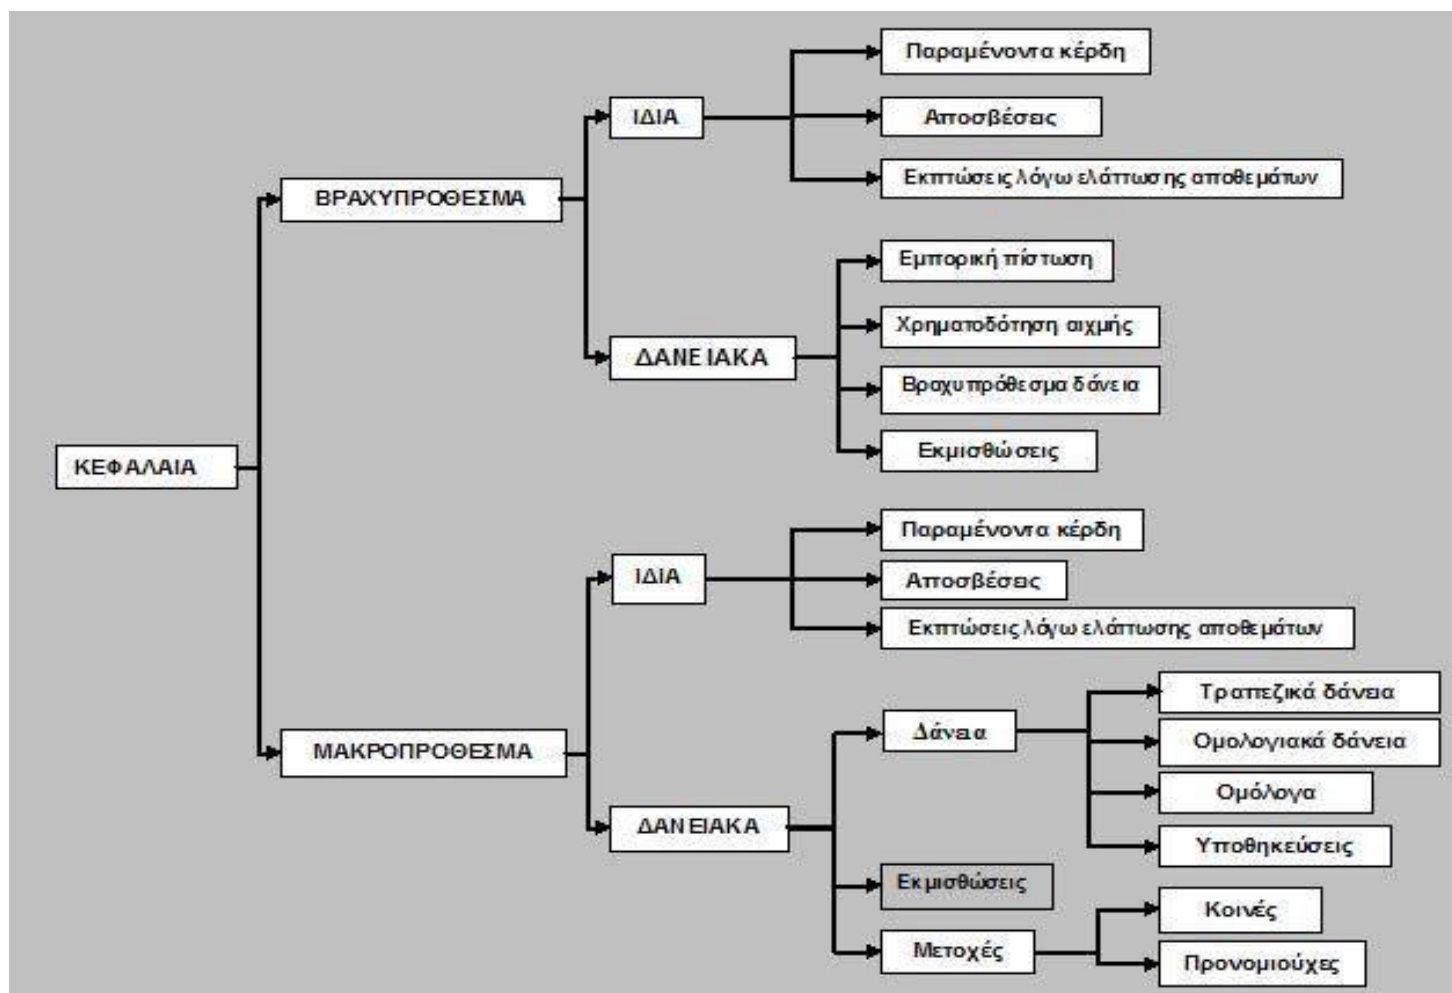 ΚΕΦΑΛΑΙΑ
ΒΡΑΧΥΠΡΟΘΕΣΜΑ
ΙΔΙΑ
Παραμένοντα κέρδη
Αποσβέσεις
Εκπτώσεις λόγω ελάττωσης αποθεμάτων
ΔΑΝΕΙΑΚΑ
Εμπορική πίστωση
Χρηματοδότηση αιχμής
Βραχυπρόθεσμα δάνεια
Εκμισθώσεις
ΜΑΚΡΟΠΡΟΘΕΣΜΑ
ΙΔΙΑ
Παραμένοντα κέρδη
Αποσβέσεις
Εκπτώσεις λόγω ελάττωσης αποθεμάτων
ΔΑΝΕΙΑΚΑ
Δάνεια
Τραπεζικά δάνεια
Ομολογιακά δάνεια
Ομόλογα
Υποθηκεύσεις
Εκμισθώσεις
Μετοχές
Κοινές
Προνομιούχες